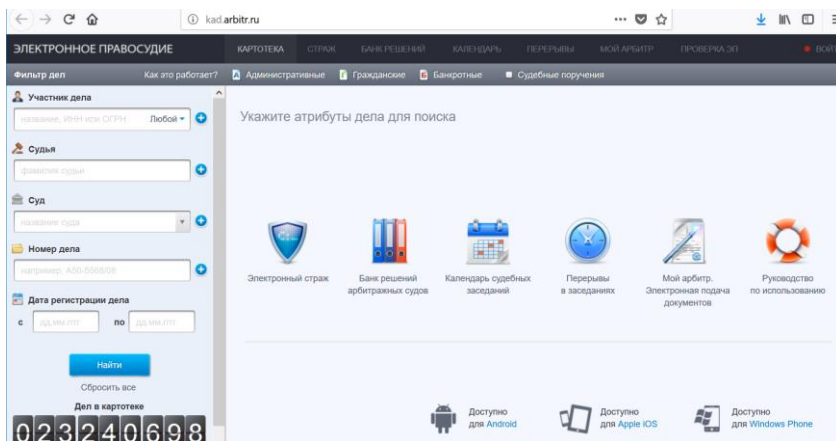 kad.arbitr.ru
ЭЛЕКТРОННОЕ ПРАВОСУДИЕ
КАРТОТЕКА СТРАЖ БАНК РЕШЕНИЙ КАЛЕНДАРЬ ПЕРЕРЫВЫ МОЙ АРБИТР ПРОВЕРКА ЭП
Фильтр дел Как это работает? А Административные Г Гражданские Б Банкротные Судебные поручения
Участник дела
название, ИНН или ОГРН Любой
Укажите атрибуты дела для поиска
Судья
фамилия судьи
Суд
название суда
Номер дела
например, А50-5568/08
Дата регистрации дела
с дд.мм.гггг по дд.мм.гггг
Найти
Сбросить все
Дел в картотеке
023240698
Электронный страж
Банк решений
арбитражных судов
Календарь судебных
заседаний
Перерывы
в заседаниях
Мой арбитр.
Электронная подача
документов
Руководство
по использованию
Доступно
для Android
Доступно
для Apple iOS
Доступно
для Windows Phone